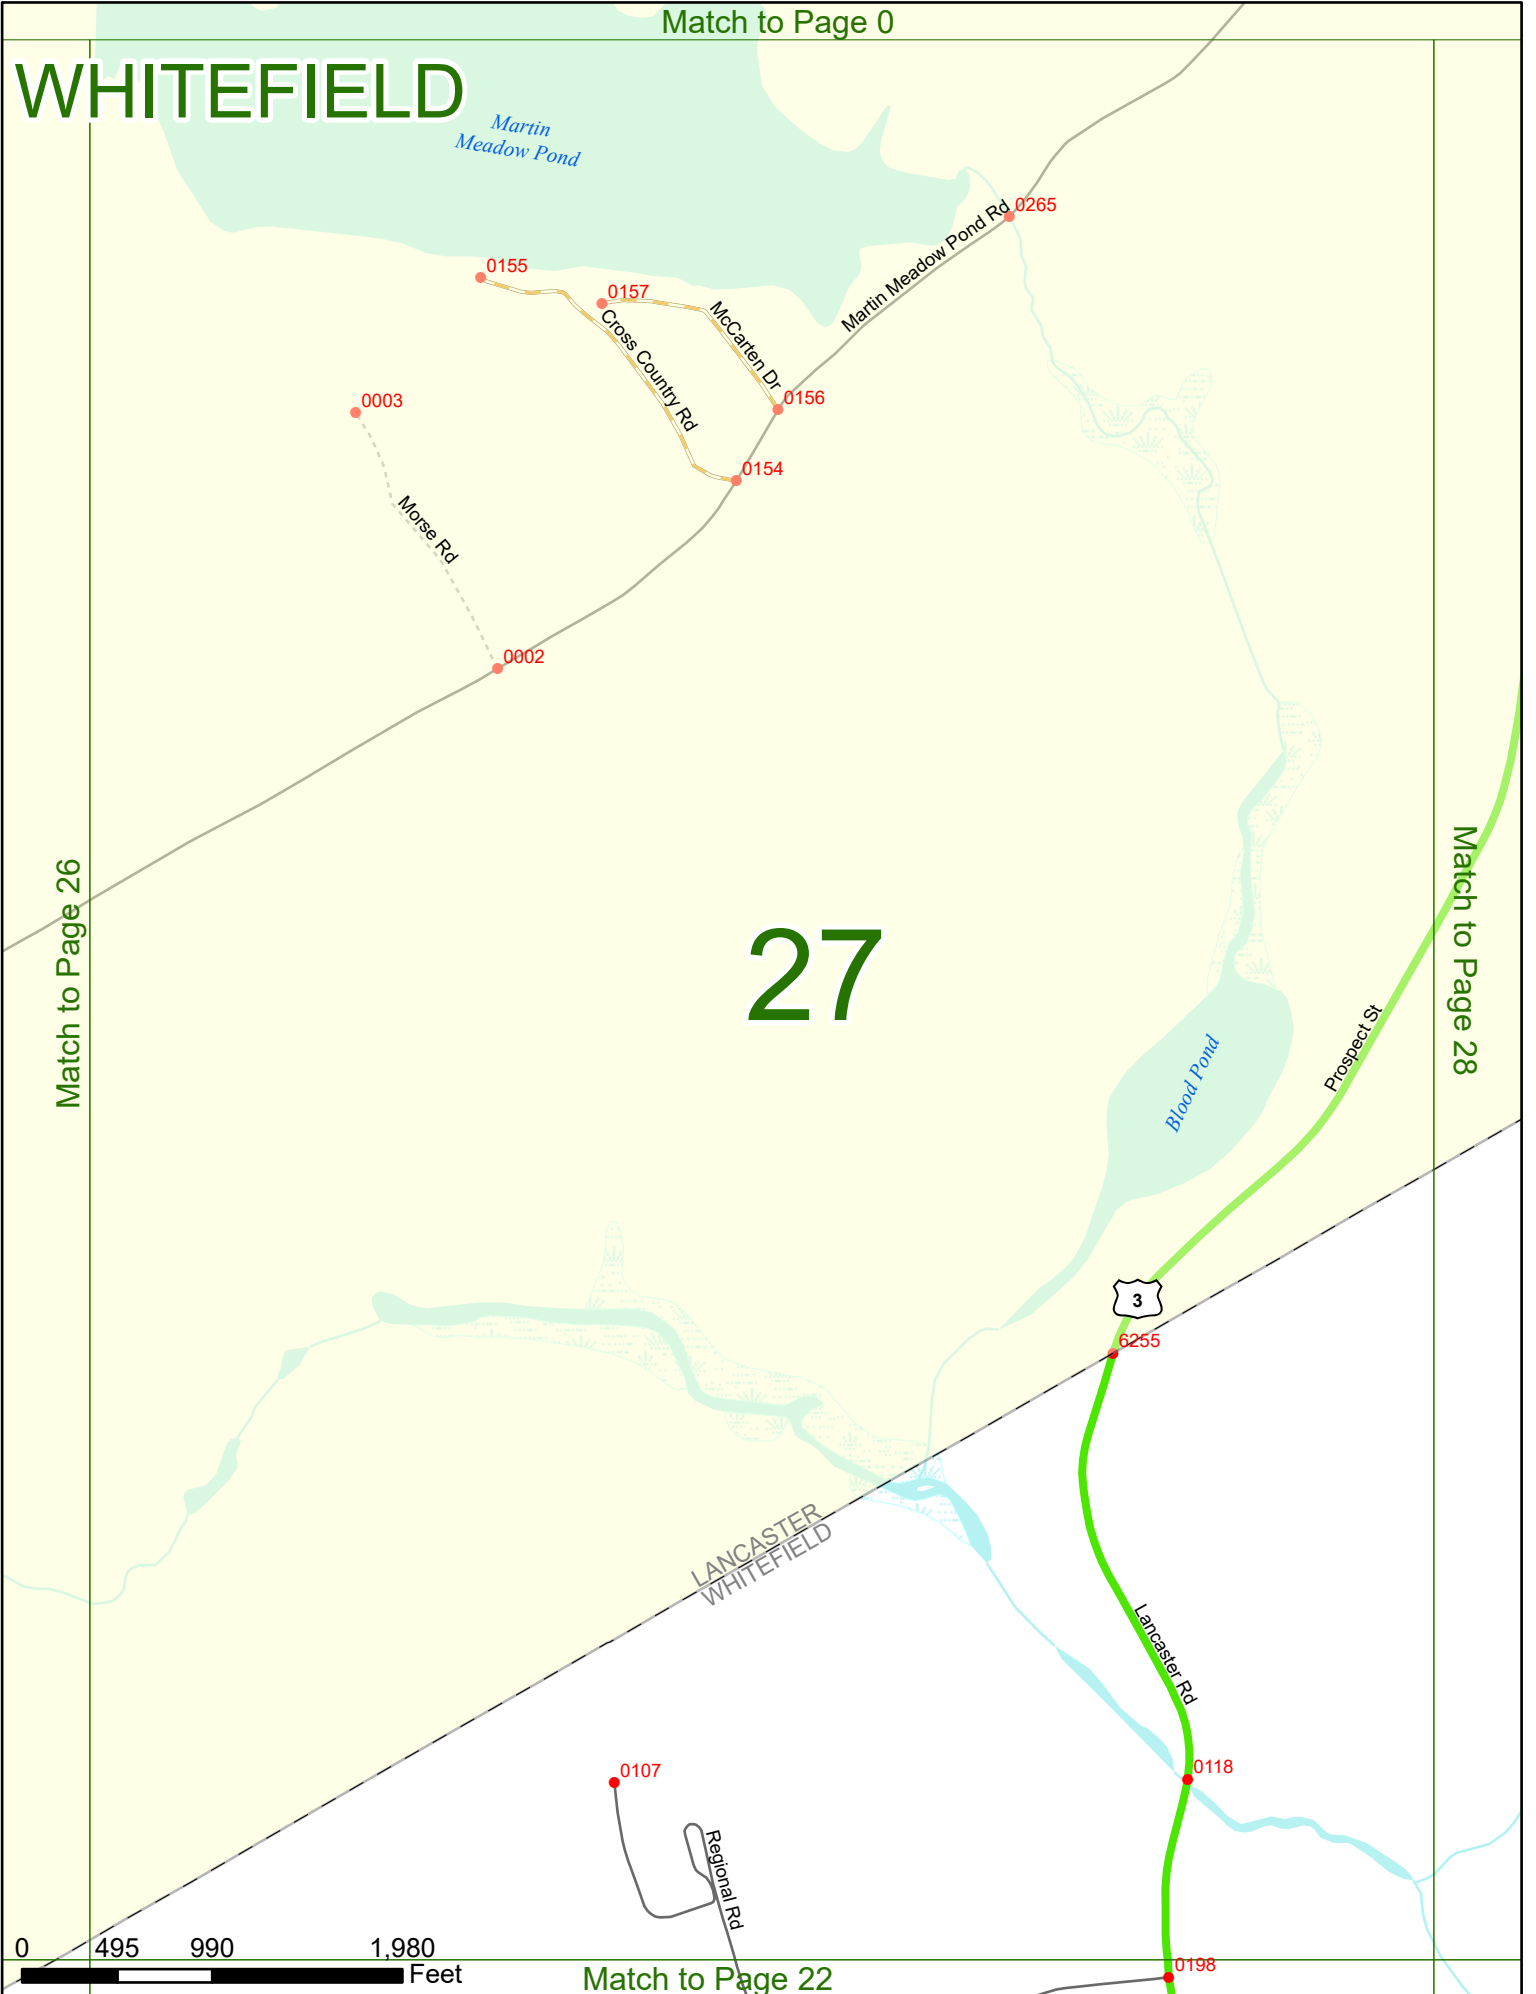 Match to Page 0
WHITEFIELD
Martin
Meadow Pond
0265
Martin Meadow Pond Rd
0155
0157
McCarten Dr
Cross Country Rd
0156
0003
0154
Morse Rd
0002
Match to Page 26
Match to Page 28
27
Prospect St
Blood Pond
3
6255
LANCASTER
WHITEFIELD
Lancaster Rd
0107
0118
Regional Rd
0 495 990 1,980
Feet
Match to Page 22
0198